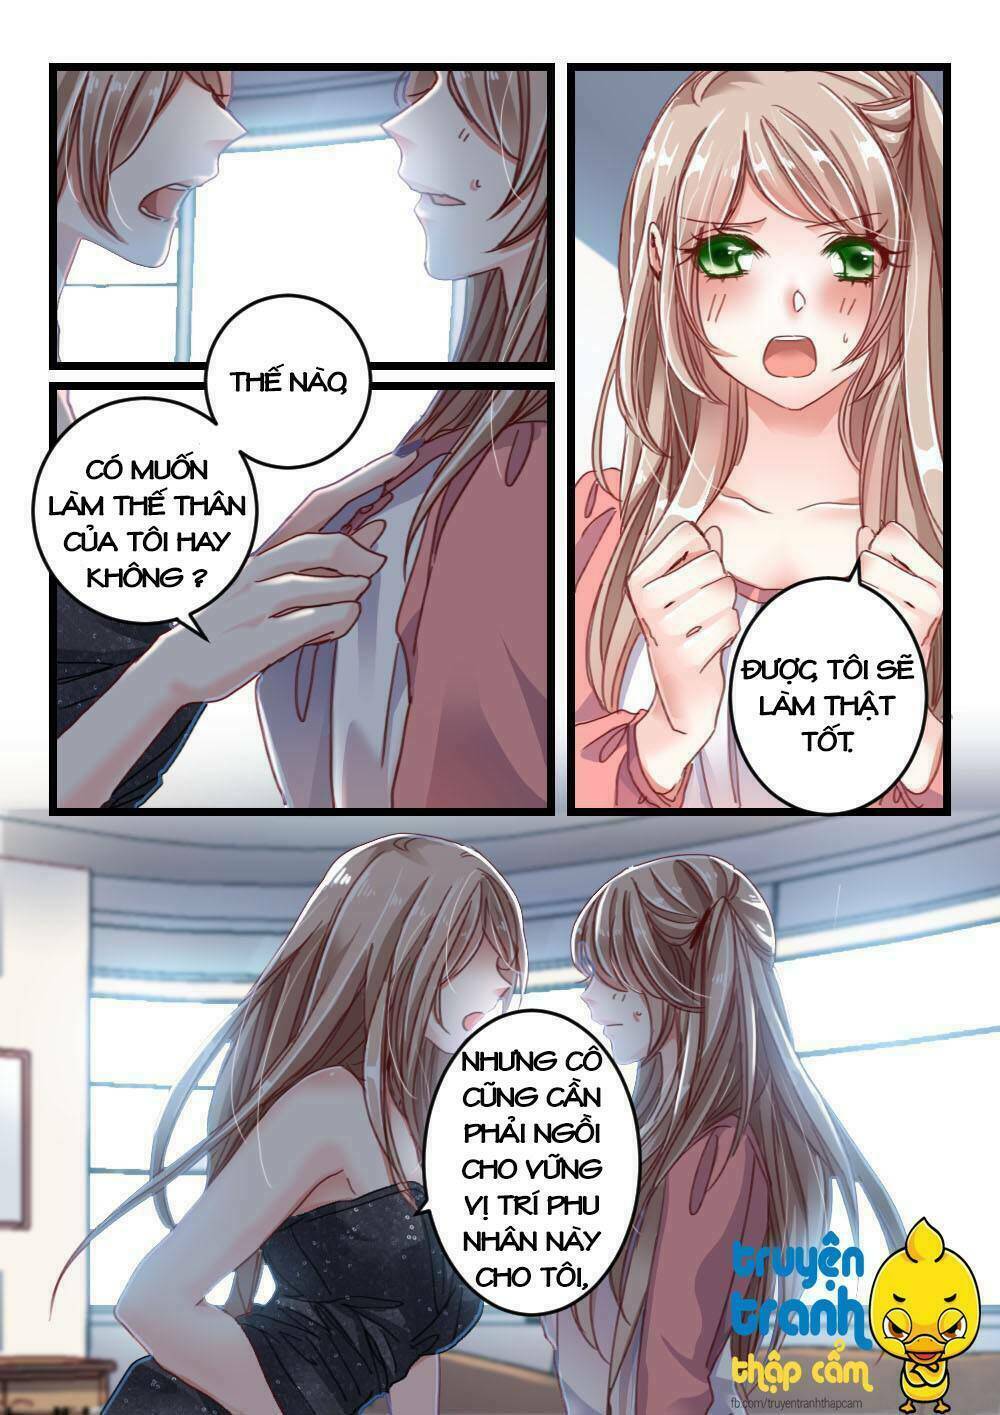 THẾ NÀO,
CÓ MUỐN
LÀM THẾ THÂN
CỦA TÔI HAY
KHÔNG ?
ĐƯỢC, TÔI SẼ
LÀM THẬT
TỐT.
NHƯNG CÔ
CŨNG CẦN
PHẢI NGỒI
CHO VỮNG
VỊ TRÍ PHU
NHÂN NÀY
CHO TÔI,
truyện
tranh
thập cẩm
fb.com/truyentranhthapcam